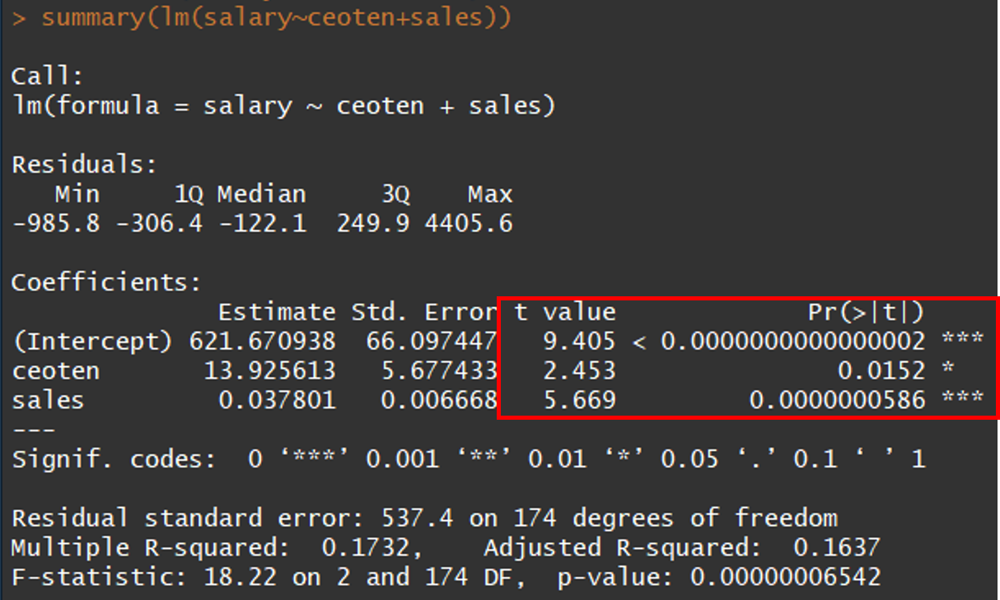 > summary(lm(salary~ceoten+sales))
Call:
lm(formula = salary ~ ceoten + sales)
Residuals:
   Min     1Q Median     3Q    Max
-985.8 -306.4 -122.1  249.9 4405.6
Coefficients:
              Estimate Std. Error t value             Pr(>|t|)
(Intercept) 621.670938  66.097447   9.405 < 0.0000000000000002 ***
ceoten       13.925613   5.677433   2.453               0.0152 *
sales         0.037801   0.006668   5.669         0.0000000586 ***
---
Signif. codes:  0 ‘***’ 0.001 ‘**’ 0.01 ‘*’ 0.05 ‘.’ 0.1 ‘ ’ 1
Residual standard error: 537.4 on 174 degrees of freedom
Multiple R-squared:  0.1732,    Adjusted R-squared:  0.1637
F-statistic: 18.22 on 2 and 174 DF,  p-value: 0.00000006542